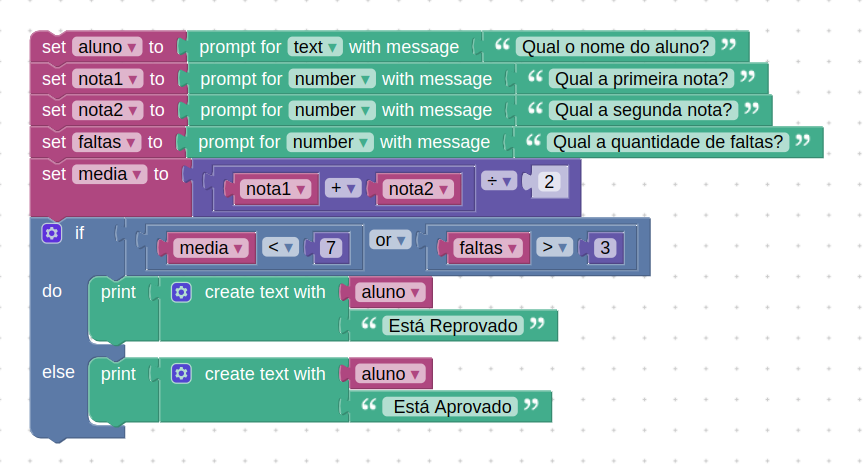 set aluno ▾ to prompt for text ▾ with message “ Qual o nome do aluno? ”
set nota1 ▾ to prompt for number ▾ with message “ Qual a primeira nota? ”
set nota2 ▾ to prompt for number ▾ with message “ Qual a segunda nota? ”
set faltas ▾ to prompt for number ▾ with message “ Qual a quantidade de faltas? ”
set media ▾ to nota1 ▾ + ▾ nota2 ▾ ÷ ▾ 2
if media ▾ < ▾ 7 or ▾ faltas ▾ > ▾ 3
do print create text with aluno ▾
“ Está Reprovado ”
else print create text with aluno ▾
“ Está Aprovado ”